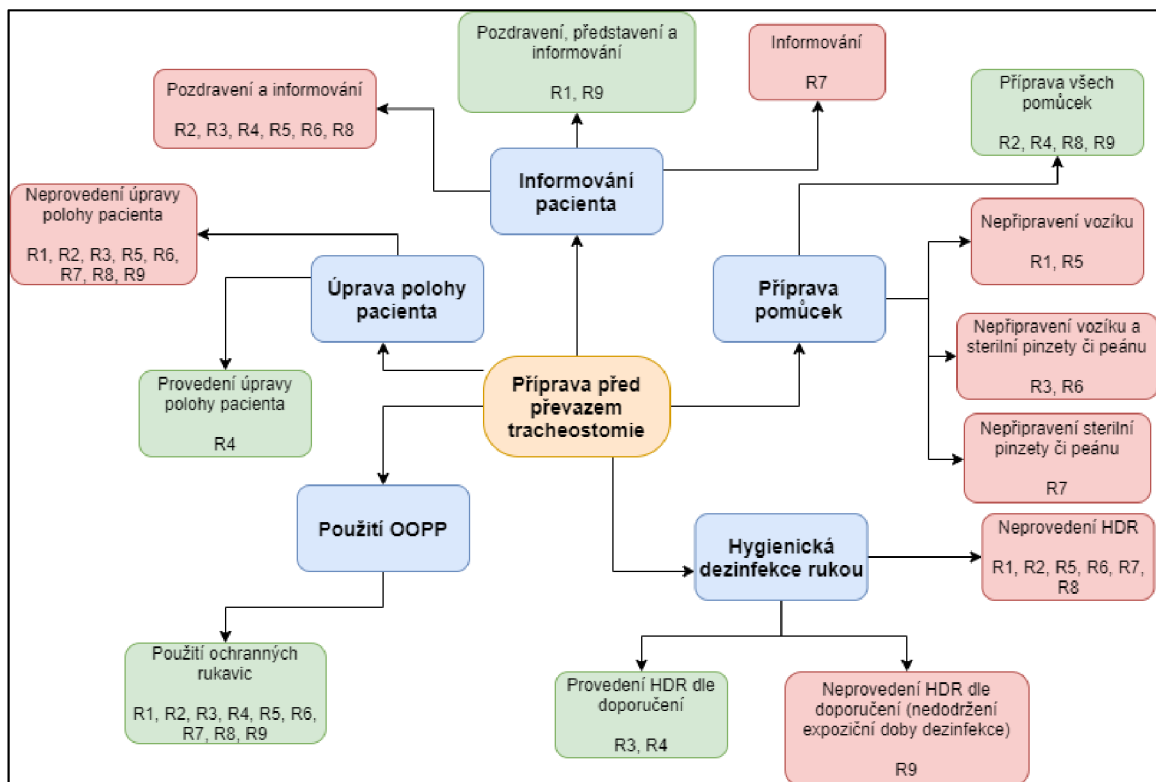 Pozdravení, představení a
informování
R1, R9
Informování
R7
Pozdravení a informování
R2, R3, R4, R5, R6, R8
Příprava všech
pomůcek
R2, R4, R8, R9
Informování
pacienta
Neprovedení úpravy
polohy pacienta
R1, R2, R3, R5, R6,
R7, R8, R9
Nepřipravení vozíku
R1, R5
Úprava polohy
pacienta
Příprava
pomůcek
Nepřipravení vozíku a
sterilní pinzety či peánu
R3, R6
Příprava před
převazem
tracheostomie
Provedení úpravy
polohy pacienta
R4
Nepřipravení sterilní
pinzety či peánu
R7
Použití OOPP
Hygienická
dezinfekce rukou
Neprovedení HDR
R1, R2, R5, R6, R7,
R8
Použití ochranných
rukavic
R1, R2, R3, R4, R5, R6,
R7, R8, R9
Provedení HDR dle
doporučení
R3, R4
Neprovedení HDR dle
doporučení (nedodržení
expoziční doby dezinfekce)
R9